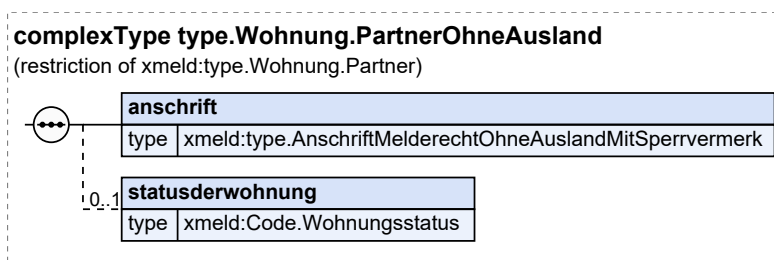 complexType type.Wohnung.PartnerOhneAusland
(restriction of xmeld:type.Wohnung.Partner)
anschrift
type xmeld:type.AnschriftMelderechtOhneAuslandMitSperrvermerk
0..1 statusderwohnung
type xmeld:Code.Wohnungsstatus